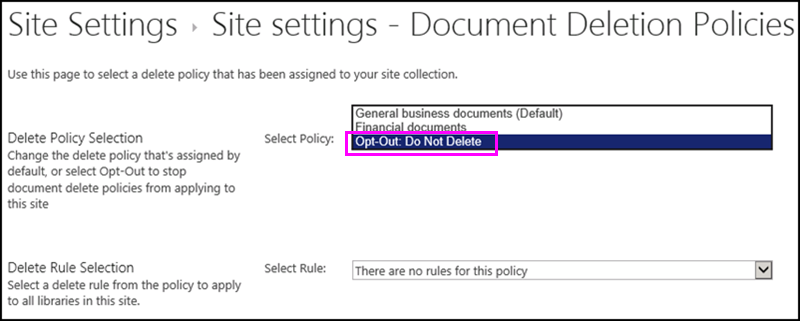 Site Settings › Site settings - Document Deletion Policies
Use this page to select a delete policy that has been assigned to your site collection.
General business documents (Default)
Financial documents
Delete Policy Selection
Select Policy:
Opt-Out: Do Not Delete
Change the delete policy that's assigned by
default, or select Opt-Out to stop
document delete policies from applying to
this site
Delete Rule Selection
Select Rule:
There are no rules for this policy
Select a delete rule from the policy to apply
to all libraries in this site.